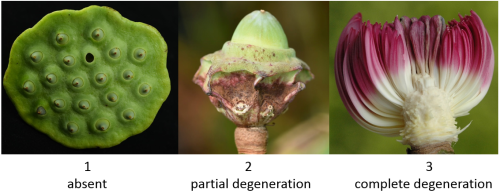 1 2 3
absent partial degeneration complete degeneration